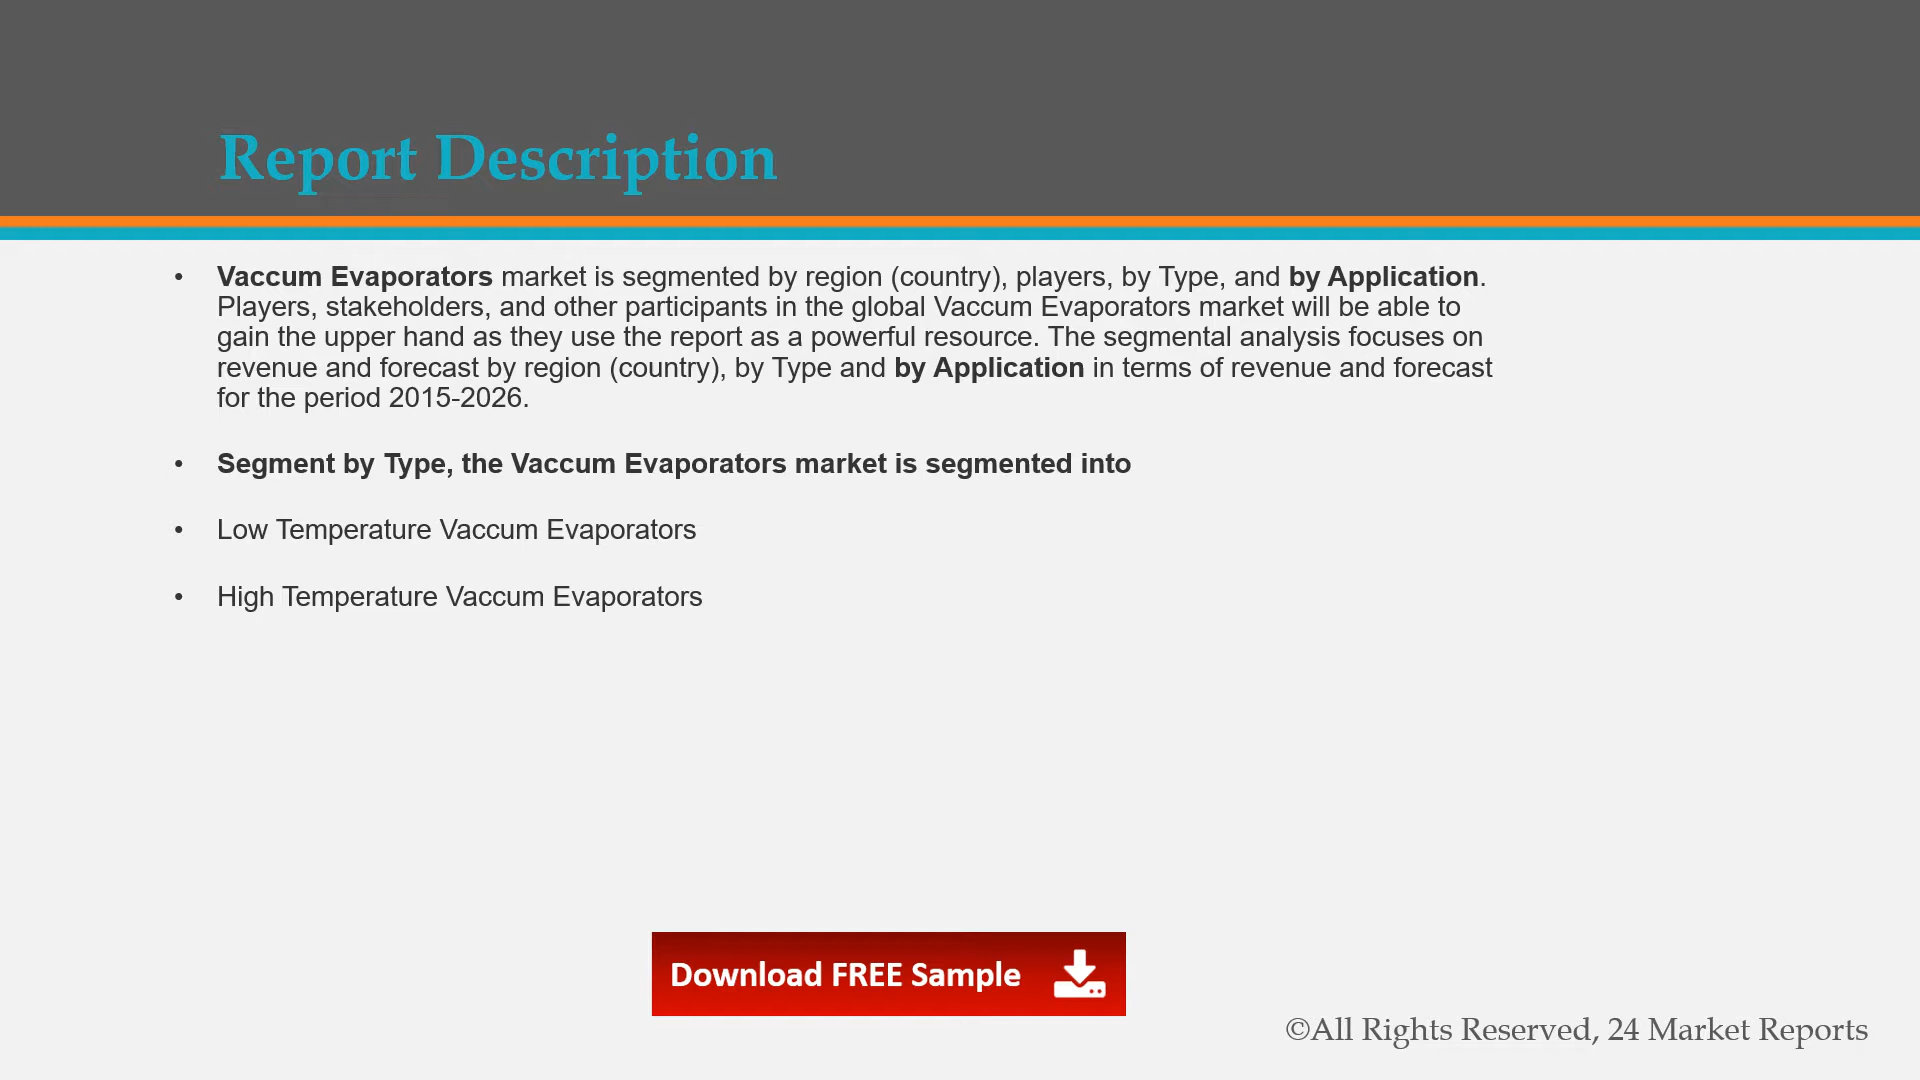 Report Description
• Vaccum Evaporators market is segmented by region (country), players, by Type, and by Application.
Players, stakeholders, and other participants in the global Vaccum Evaporators market will be able to
gain the upper hand as they use the report as a powerful resource. The segmental analysis focuses on
revenue and forecast by region (country), by Type and by Application in terms of revenue and forecast
for the period 2015-2026.
• Segment by Type, the Vaccum Evaporators market is segmented into
• Low Temperature Vaccum Evaporators
• High Temperature Vaccum Evaporators
Download FREE Sample
©All Rights Reserved, 24 Market Reports